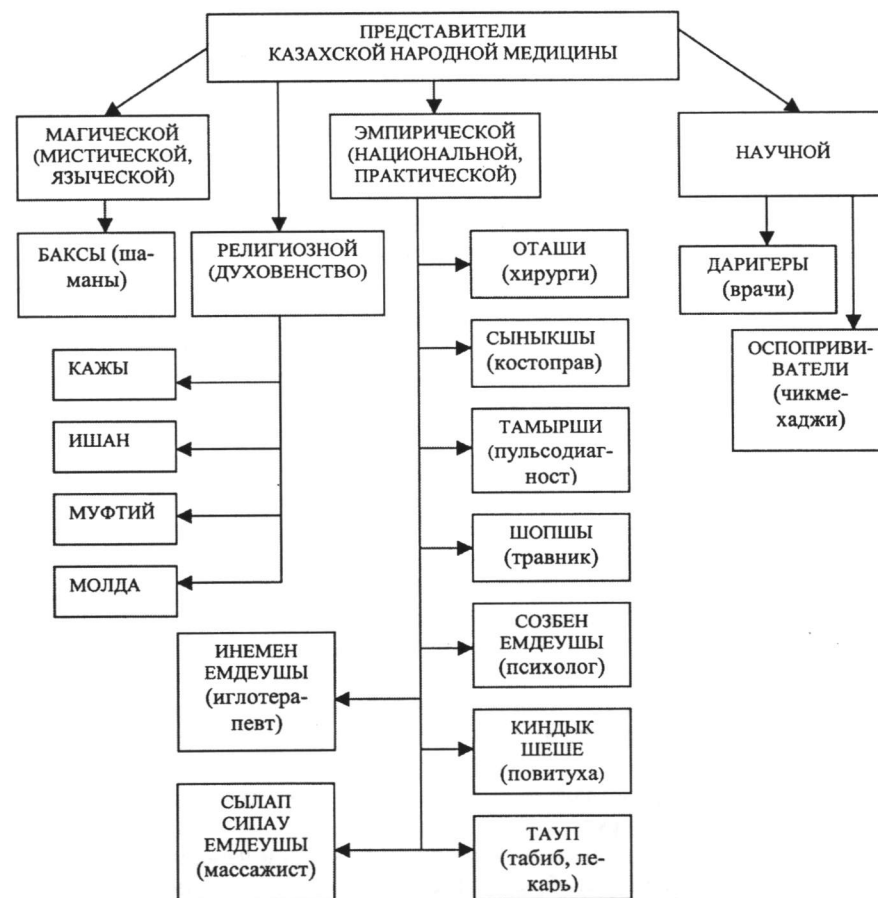 ПРЕДСТАВИТЕЛИ
КАЗАХСКОЙ НАРОДНОЙ МЕДИЦИНЫ
МАГИЧЕСКОЙ
(МИСТИЧЕСКОЙ,
ЯЗЫЧЕСКОЙ)
ЭМПИРИЧЕСКОЙ
(НАЦИОНАЛЬНОЙ,
ПРАКТИЧЕСКОЙ)
НАУЧНОЙ
БАКСЫ (ша-
маны)
РЕЛИГИОЗНОЙ
(ДУХОВЕНСТВО)
КАЖЫ
ИШАН
МУФТИЙ
МОЛДА
ОТАШИ
(хирурги)
СЫНЫКШЫ
(костоправ)
ТАМЫРШИ
(пульсодиаг-
ност)
ШОПШЫ
(травник)
СОЗБЕН
ЕМДЕУШЫ
(психолог)
КИНДЫК
ШЕШЕ
(повитуха)
ТАУП
(табиб, ле-
карь)
ИНЕМЕН
ЕМДЕУШЫ
(иглотера-
певт)
СЫЛАП
СИПАУ
ЕМДЕУШЫ
(массажист)
ДАРИГЕРЫ
(врачи)
ОСПОПРИВИ-
ВАТЕЛИ
(чикме-
хаджи)